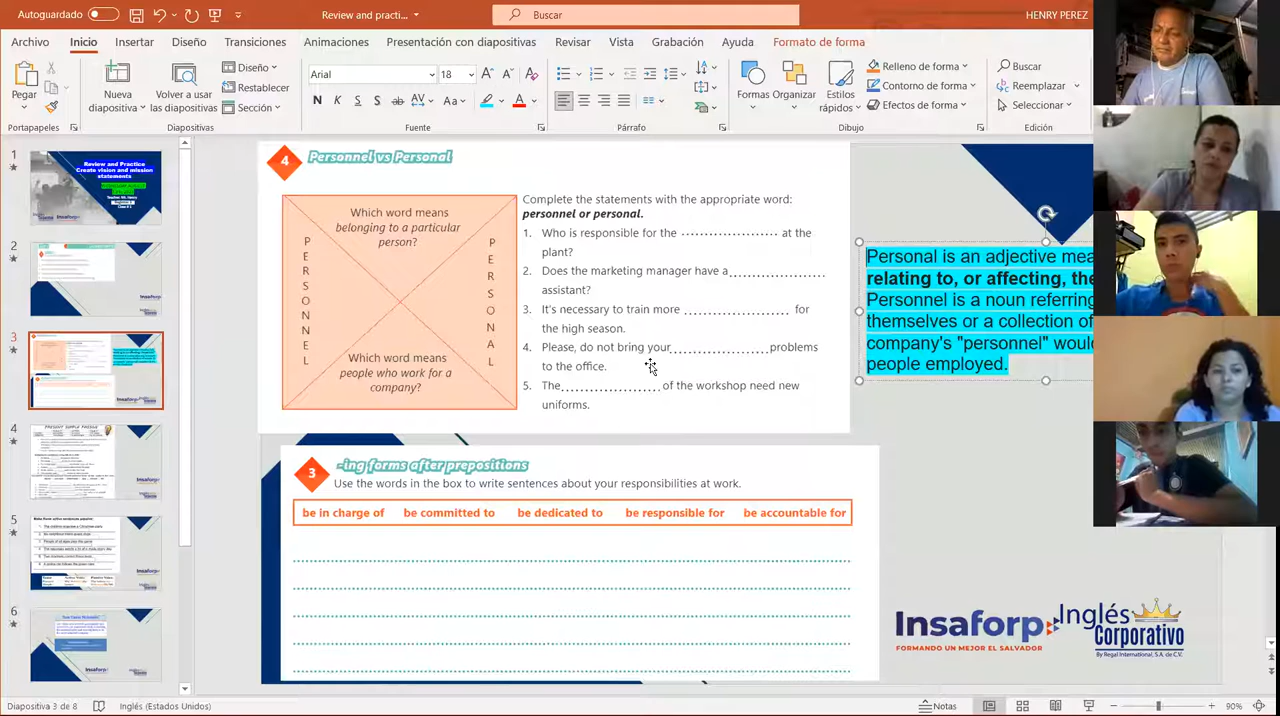 Autoguardado
Review and practi...
Buscar
HENRY PEREZ
Archivo Inicio Insertar Diseño Transiciones Animaciones Presentación con diapositivas Revisar Vista Grabación Ayuda Formato de forma
Pegar
Portapapeles
Nueva diapositiva
Volver a usar las diapositivas
Diseño
Restablecer
Sección
Diapositivas
Arial
18
N K S S ab AV Aa
A
Fuente
Párrafo
Formas
Organizar
Estilos rápidos
Relleno de forma
Contorno de forma
Efectos de forma
Dibujo
Buscar
Reemplazar
Seleccionar
Edición
1
Review and Practice
Create vision and mission
statements
2
3
4
5
6
4
Personnel vs Personal
Which word means
belonging to a particular
person?
PERSONNEL
PERSONAL
Which word means
people who work for a
company?
Complete the statements with the appropriate word:
personnel or personal.
1. Who is responsible for the .................... at the
plant?
2. Does the marketing manager have a....................
assistant?
3. It's necessary to train more ...................... for
the high season.
4. Please, do not bring your.................... problems
to the office.
5. The..................... of the workshop need new
uniforms.
Personal is an adjective mea
relating to, or affecting, the
Personnel is a noun referring
themselves or a collection of
company's "personnel" would
people employed.
3
-ing forms after prepositions
Use the words in the box to write sentences about your responsibilities at work.
be in charge of be committed to be dedicated to be responsible for be accountable for
Insaforp
FORMANDO UN MEJOR EL SALVADOR
Inglés
Corporativo
By Regal International, S.A. de C.V.
Diapositiva 3 de 8
Inglés (Estados Unidos)
Notas
90%